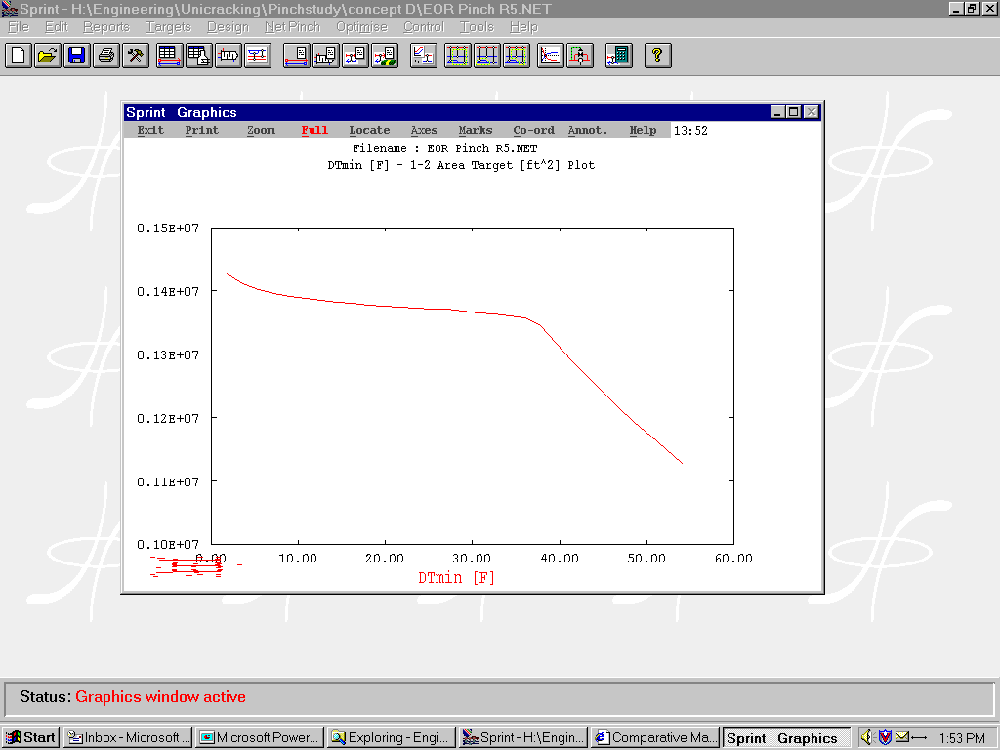 Sprint - H:\Engineering\Unicracking\Pinchstudy\concept D\EOR Pinch R5.NET
File Edit Reports Targets Design Net Pinch Optimise Control Tools Help
Sprint Graphics
Exit Print Zoom Full Locate Axes Marks Co-ord Annot. Help 13:52
Filename : EOR Pinch R5.NET
DTmin [F] - 1-2 Area Target [ft^2] Plot
0.15E+07
0.14E+07
0.13E+07
0.12E+07
0.11E+07
0.10E+07
0.00 10.00 20.00 30.00 40.00 50.00 60.00
DTmin [F]
Status: Graphics window active
Start Inbox - Microsoft ... Microsoft Power... Exploring - Engi... Sprint - H:\Engin... Comparative Ma... Sprint Graphics 1:53 PM